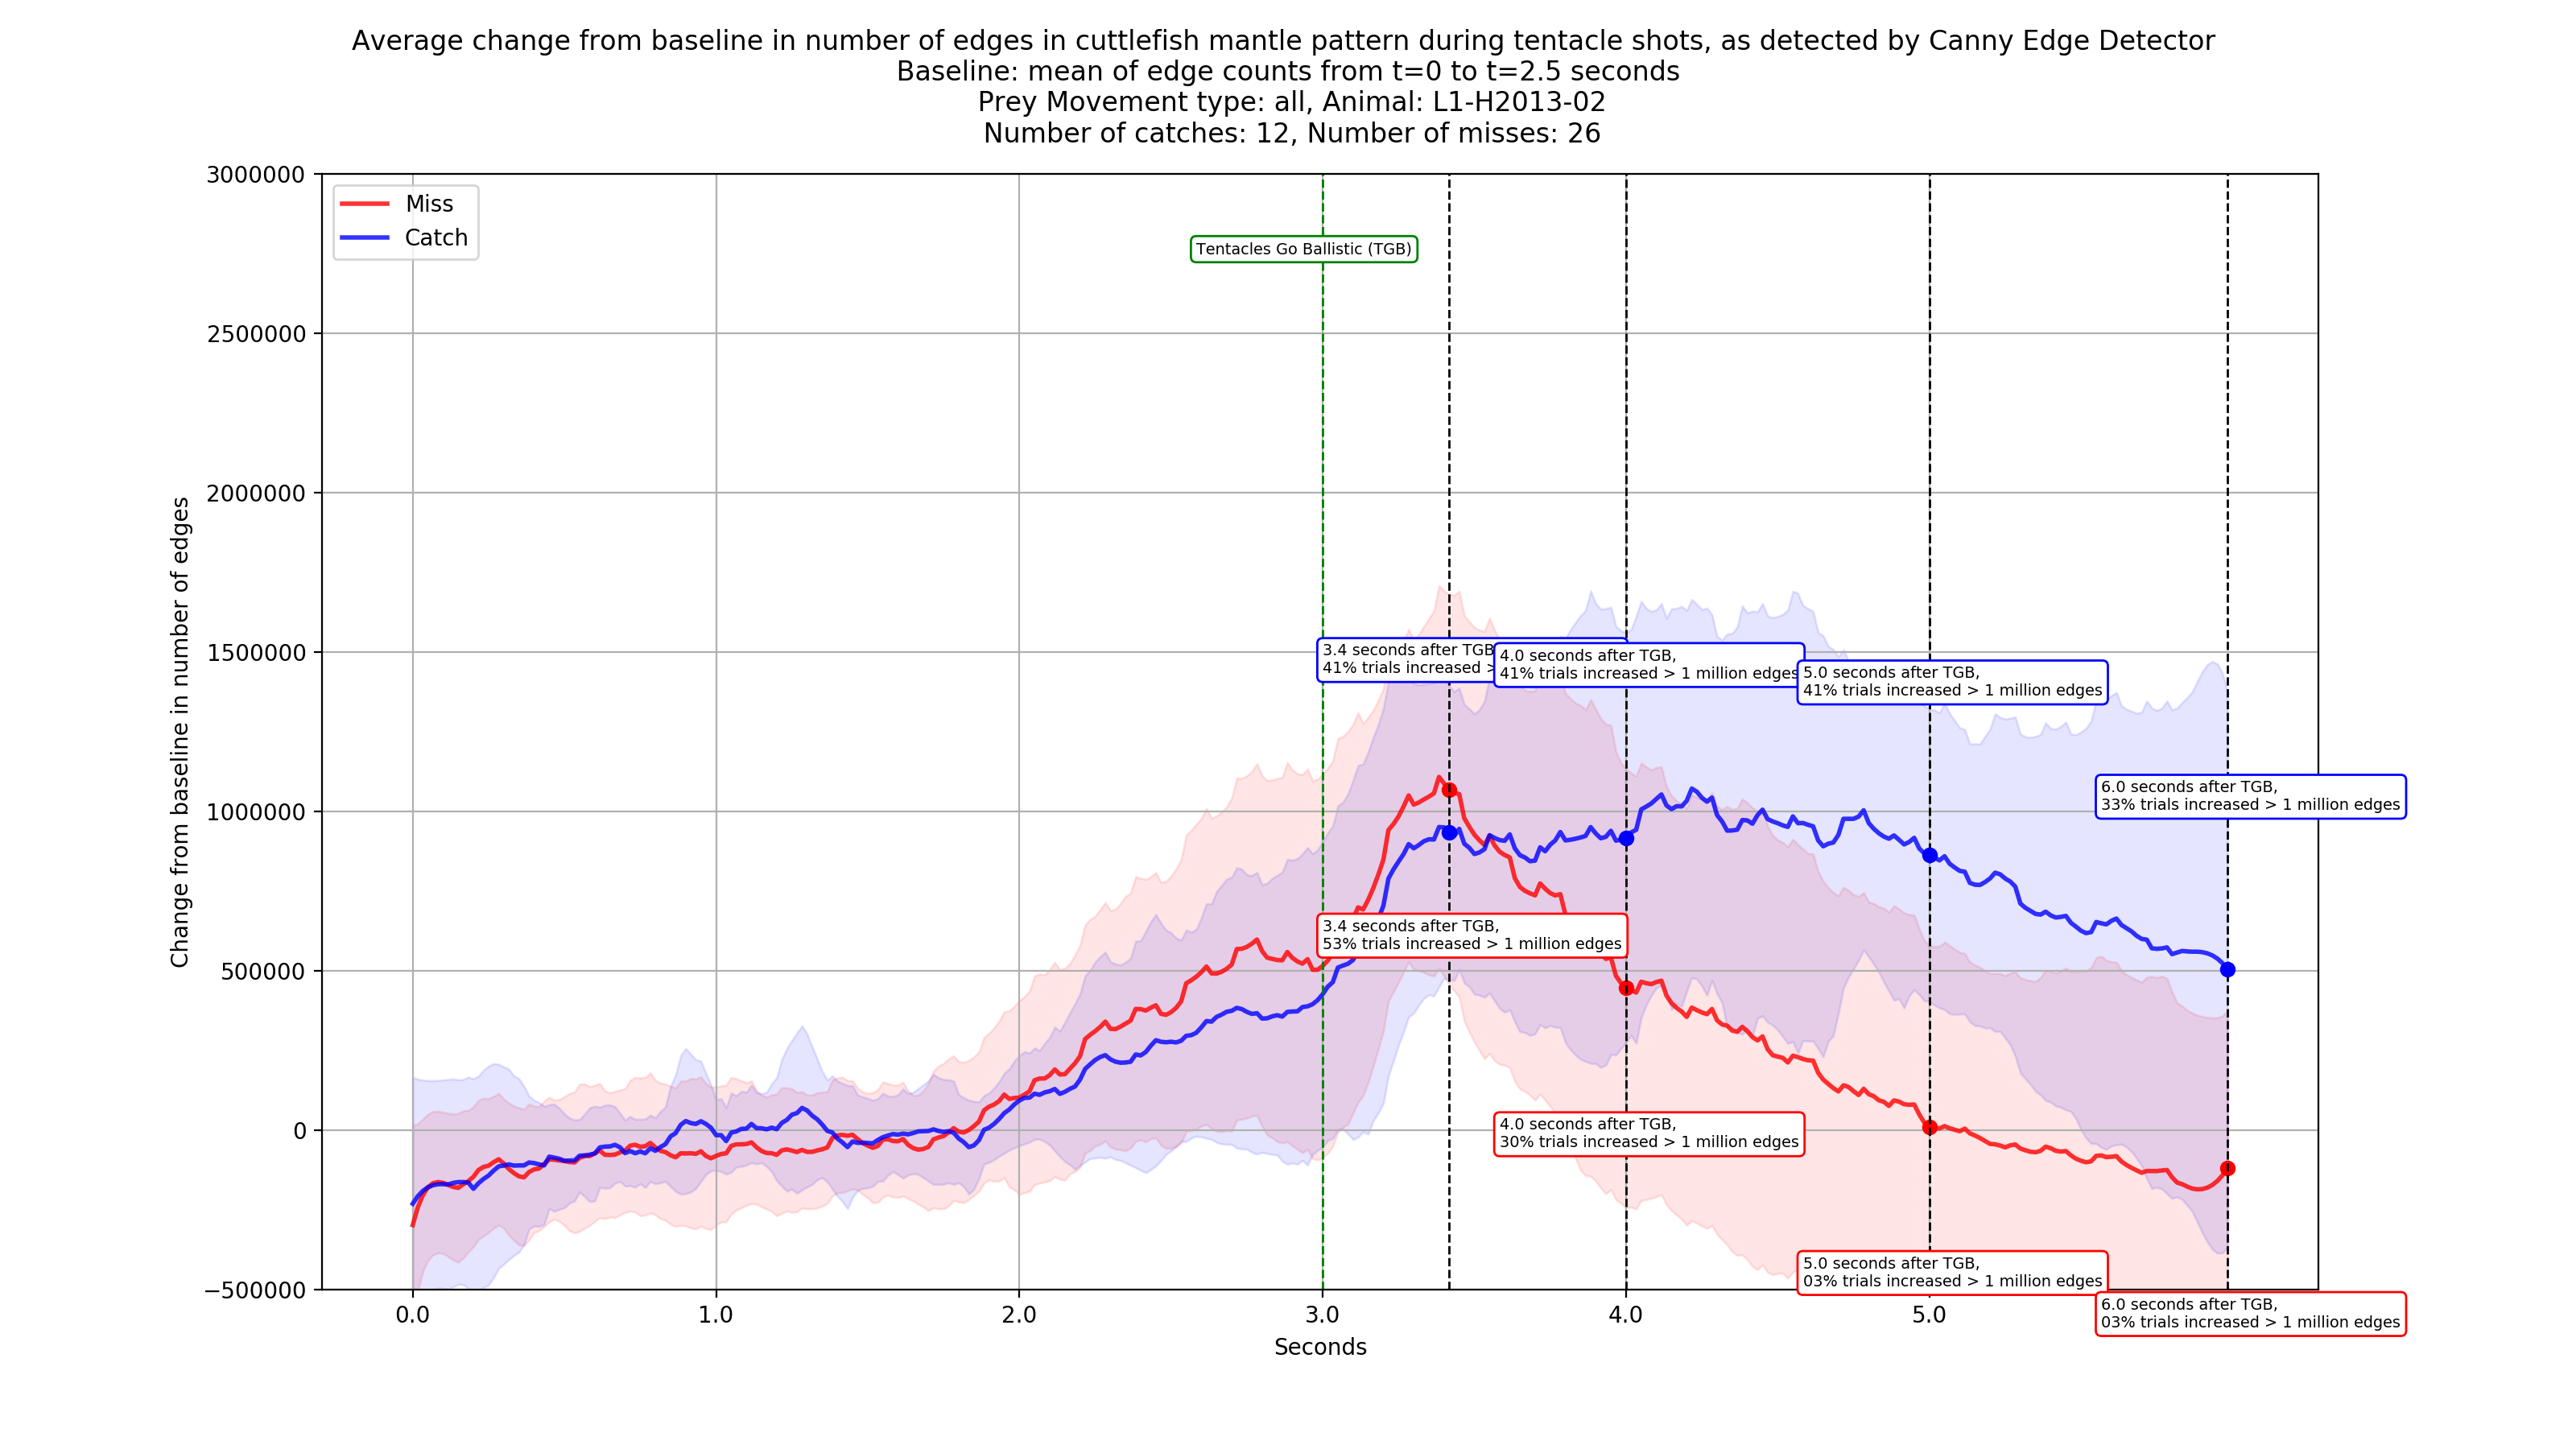 Average change from baseline in number of edges in cuttlefish mantle pattern during tentacle shots, as detected by Canny Edge Detector
Baseline: mean of edge counts from t=0 to t=2.5 seconds
Prey Movement type: all, Animal: L1-H2013-02
Number of catches: 12, Number of misses: 26
3000000
2500000
2000000
1500000
1000000
500000
0
−500000
Change from baseline in number of edges
Miss
Catch
Tentacles Go Ballistic (TGB)
3.4 seconds after TGB
41% trials increased >
4.0 seconds after TGB,
41% trials increased > 1 million edges
5.0 seconds after TGB,
41% trials increased > 1 million edges
6.0 seconds after TGB,
33% trials increased > 1 million edges
3.4 seconds after TGB,
53% trials increased > 1 million edges
4.0 seconds after TGB,
30% trials increased > 1 million edges
5.0 seconds after TGB,
03% trials increased > 1 million edges
6.0 seconds after TGB,
03% trials increased > 1 million edges
0.0
1.0
2.0
3.0
4.0
5.0
Seconds